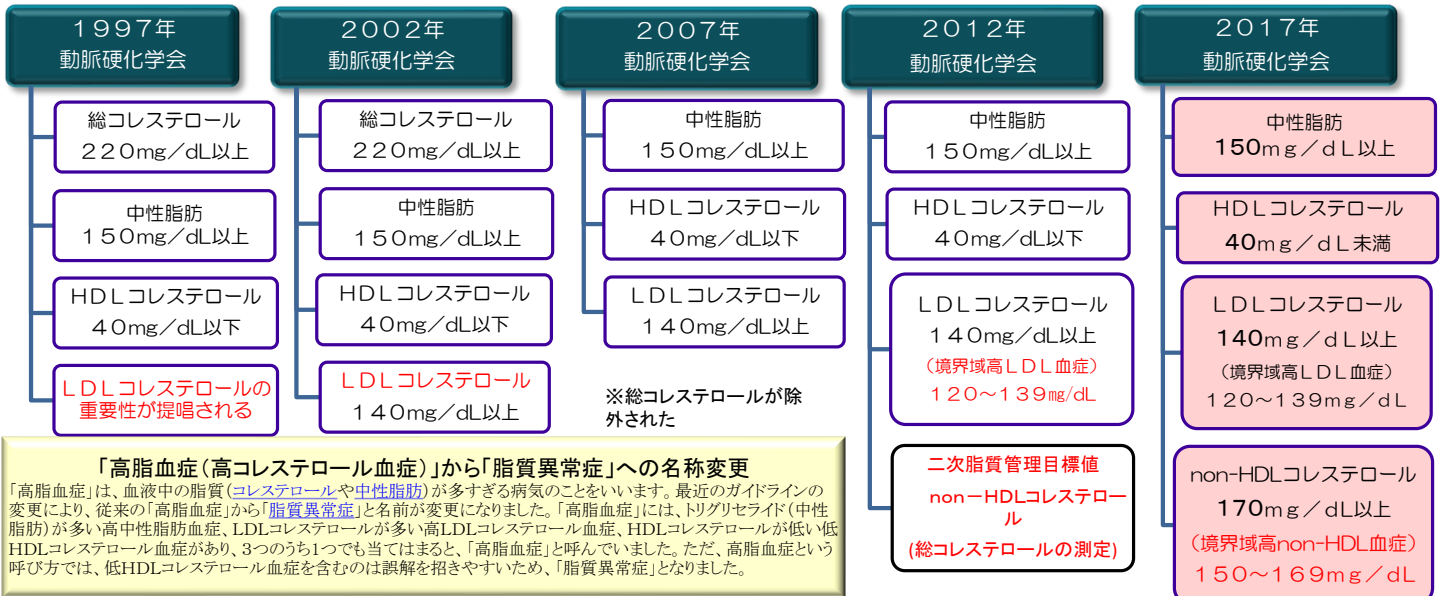 １９９７年
動脈硬化学会
総コレステロール
２２０mg／dL以上
中性脂肪
１５０mg／dL以上
ＨＤＬコレステロール
４０mg／dL以下
ＬＤＬコレステロールの
重要性が提唱される
２００２年
動脈硬化学会
総コレステロール
２２０mg／dL以上
中性脂肪
１５０mg／dL以上
ＨＤＬコレステロール
４０mg／dL以下
ＬＤＬコレステロール
１４０mg／dL以上
２００７年
動脈硬化学会
中性脂肪
１５０mg／dL以上
ＨＤＬコレステロール
４０mg／dL以下
ＬＤＬコレステロール
１４０mg／dL以上
※総コレステロールが除
外された
２０１２年
動脈硬化学会
中性脂肪
１５０mg／dL以上
ＨＤＬコレステロール
４０mg／dL以下
ＬＤＬコレステロール
１４０mg／dL以上
（境界域高ＬＤＬ血症）
１２０～１３９㎎/dL
二次脂質管理目標値
non－HDLコレステロー
ル
(総コレステロールの測定)
２０１７年
動脈硬化学会
中性脂肪
150ｍｇ／ｄＬ以上
ＨＤＬコレステロール
40ｍｇ／ｄＬ未満
ＬＤＬコレステロール
140ｍｇ／ｄL以上
（境界域高ＬＤＬ血症）
１２０～１３９ｍｇ／ｄＬ
non-HDLコレステロール
170ｍｇ／ｄL以上
（境界域高non-HDL血症）
１５０～１６９ｍｇ／ｄＬ
「高脂血症（高コレステロール血症）」から「脂質異常症」への名称変更
「高脂血症」は、血液中の脂質（コレステロールや中性脂肪）が多すぎる病気のことをいいます。最近のガイドラインの
変更により、従来の「高脂血症」から「脂質異常症」と名前が変更になりました。「高脂血症」には、トリグリセライド（中性
脂肪）が多い高中性脂肪血症、LDLコレステロールが多い高LDLコレステロール血症、HDLコレステロールが低い低
HDLコレステロール血症があり、3つのうち1つでも当てはまると、「高脂血症」と呼んでいました。ただ、高脂血症という
呼び方では、低HDLコレステロール血症を含むのは誤解を招きやすいため、「脂質異常症」となりました。